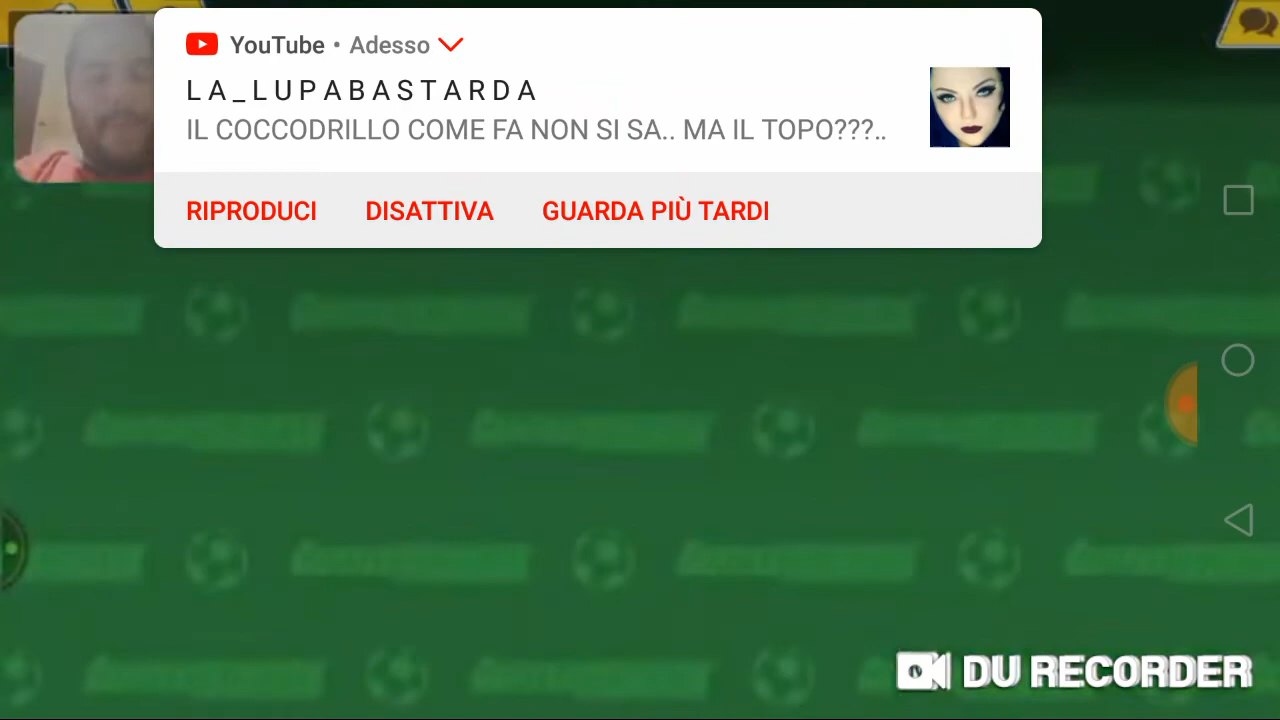 YouTube • Adesso
LA_LUPABASTARDA
IL COCCODRILLO COME FA NON SI SA.. MA IL TOPO???..
RIPRODUCI DISATTIVA GUARDA PIÙ TARDI
DU RECORDER